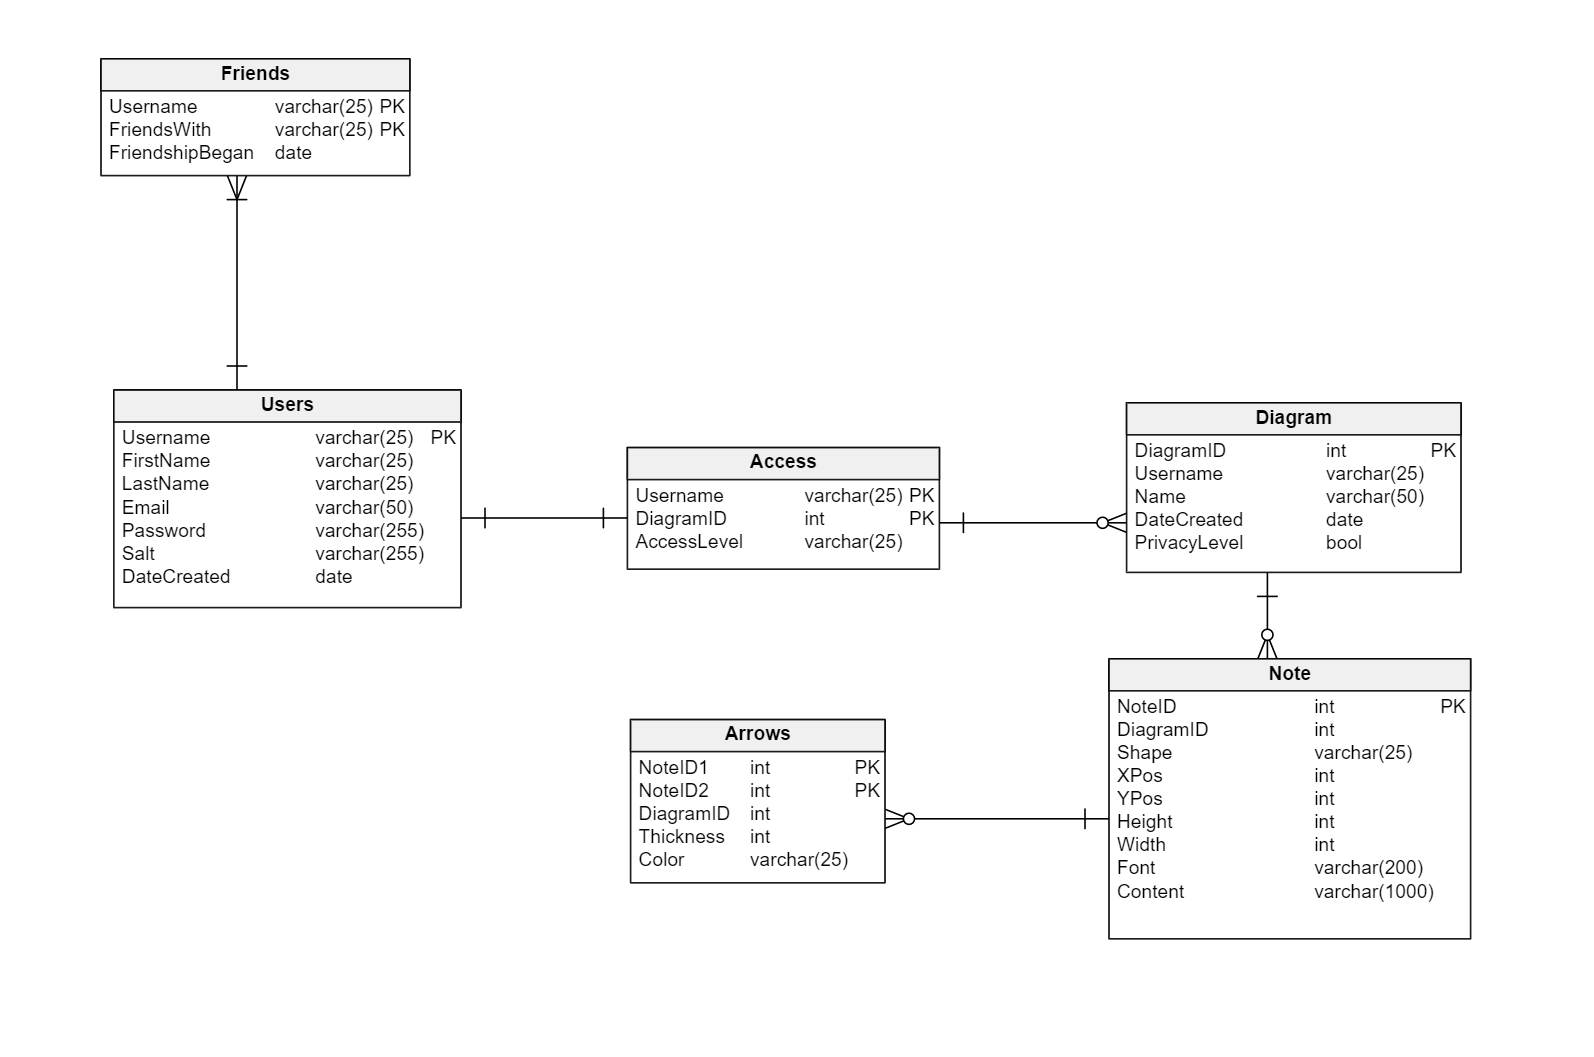 Friends
Username varchar(25) PK
FriendsWith varchar(25) PK
FriendshipBegan date
Users
Username varchar(25) PK
FirstName varchar(25)
LastName varchar(25)
Email varchar(50)
Password varchar(255)
Salt varchar(255)
DateCreated date
Access
Username varchar(25) PK
DiagramID int PK
AccessLevel varchar(25)
Diagram
DiagramID int PK
Username varchar(25)
Name varchar(50)
DateCreated date
PrivacyLevel bool
Arrows
NoteID1 int PK
NoteID2 int PK
DiagramID int
Thickness int
Color varchar(25)
Note
NoteID int PK
DiagramID int
Shape varchar(25)
XPos int
YPos int
Height int
Width int
Font varchar(200)
Content varchar(1000)